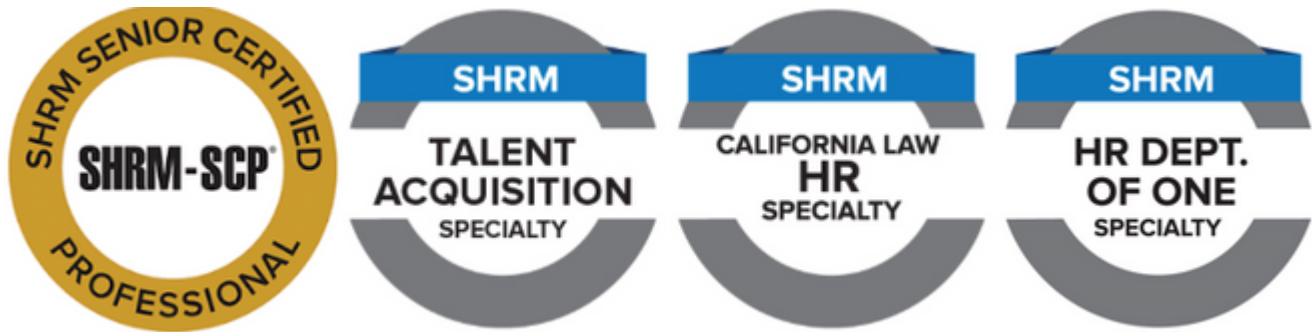 SHRM SENIOR CERTIFIED
SHRM-SCP®
PROFESSIONAL
SHRM
TALENT
ACQUISITION
SPECIALTY
SHRM
CALIFORNIA LAW
HR
SPECIALTY
SHRM
HR DEPT.
OF ONE
SPECIALTY